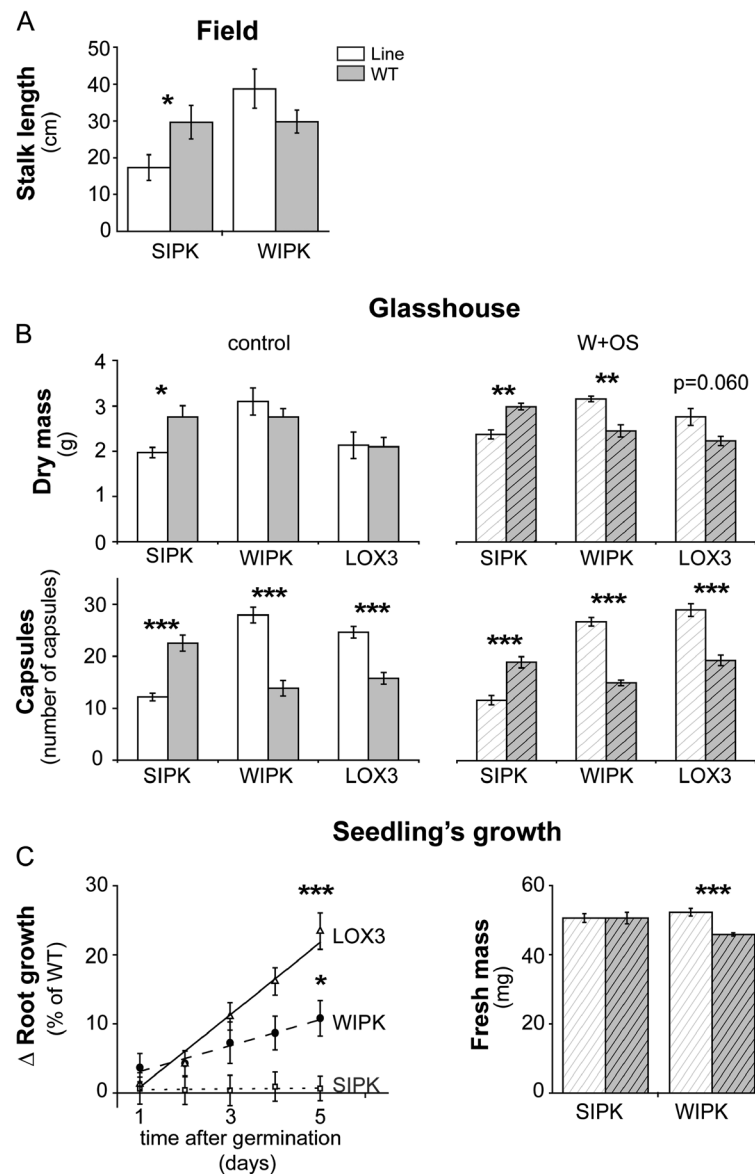 A
Field
Line
WT
Stalk length
(cm)
50
40
30
20
10
0
*
SIPK WIPK
Glasshouse
B
control W+OS
Dry mass
(g)
4
3
2
1
0
* ** ** p=0.060
SIPK WIPK LOX3 SIPK WIPK LOX3
Capsules
(number of capsules)
30
20
10
0
*** *** *** *** *** ***
SIPK WIPK LOX3 SIPK WIPK LOX3
Seedling's growth
C
Δ Root growth
(% of WT)
30
20
10
0
***
LOX3
*
WIPK
SIPK
1 3 5
time after germination
(days)
Fresh mass
(mg)
60
40
20
0
***
SIPK WIPK